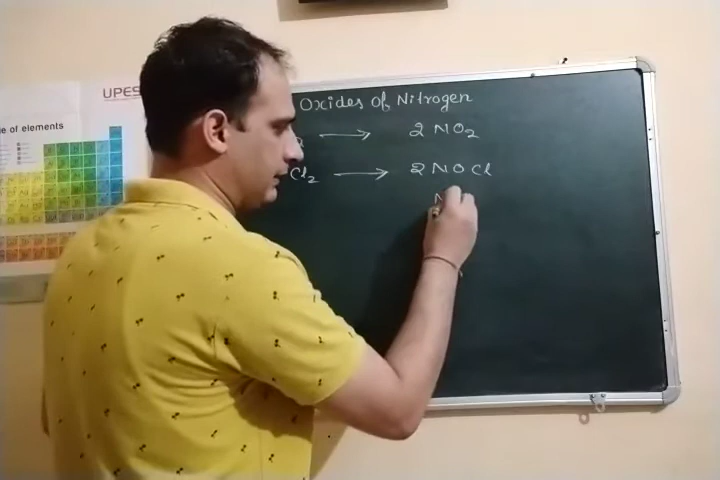 UPES
e of elements
Oxides Of Nitrogen
⟶ 2 NO₂
Cl₂ ⟶ 2 NOCl
N